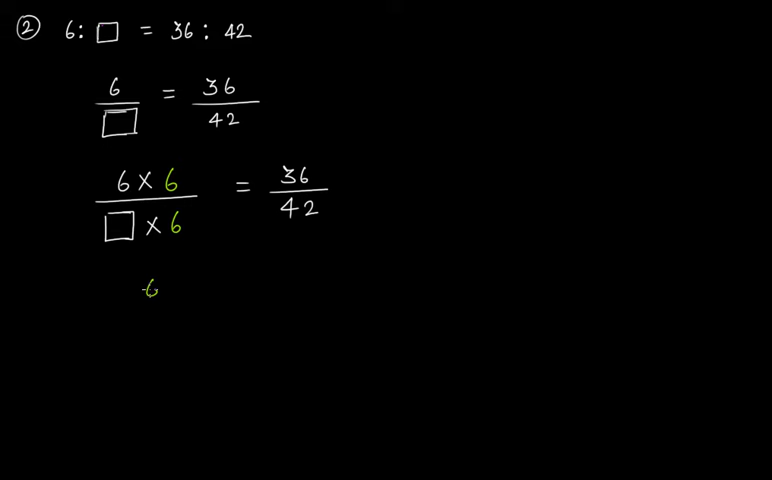 ② 6 : □ = 36 : 42
6/□ = 36/42
6 × 6/□ × 6 = 36/42
6